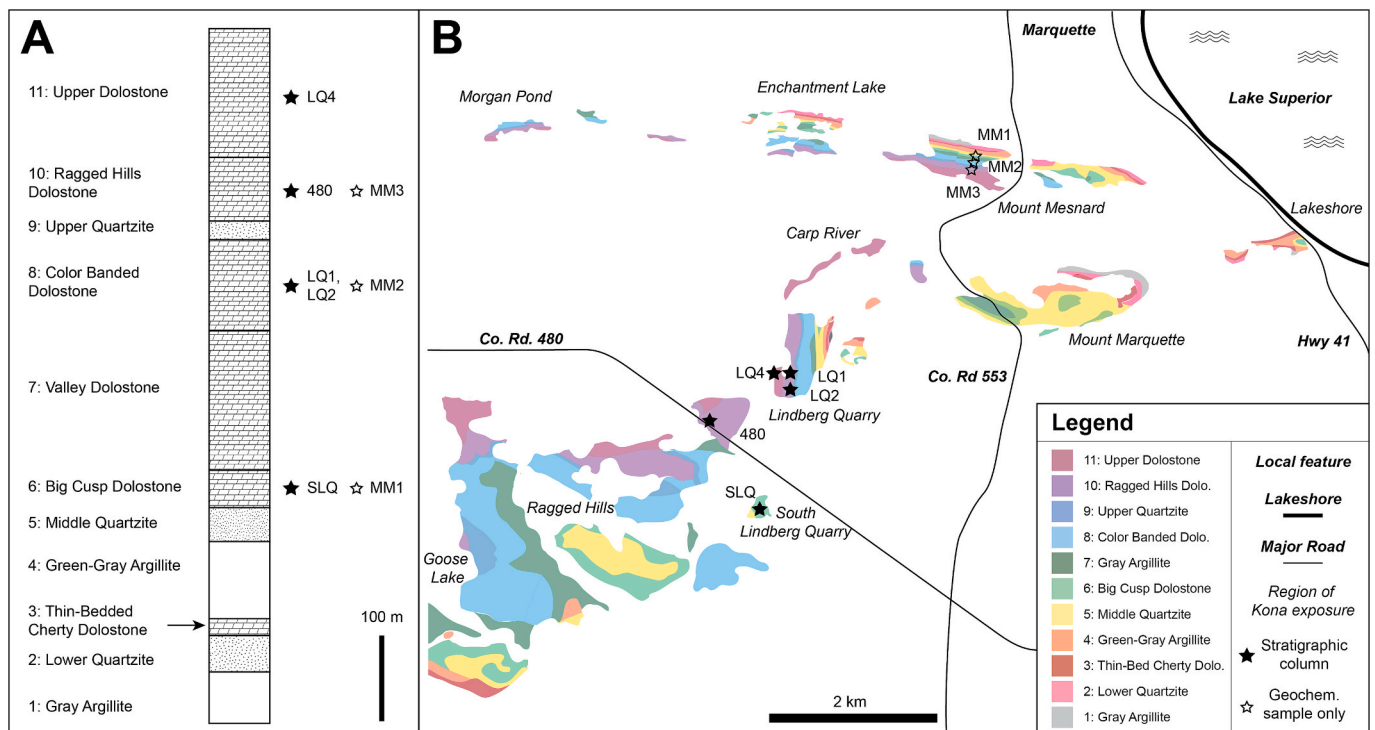 A
11: Upper Dolostone
LQ4
10: Ragged Hills
Dolostone
480
MM3
9: Upper Quartzite
8: Color Banded
Dolostone
LQ1,
LQ2
MM2
7: Valley Dolostone
6: Big Cusp Dolostone
SLQ
MM1
5: Middle Quartzite
4: Green-Gray Argillite
3: Thin-Bedded
Cherty Dolostone
2: Lower Quartzite
1: Gray Argillite
100 m
B
Marquette
Morgan Pond
Enchantment Lake
Lake Superior
MM1
MM2
MM3
Mount Mesnard
Lakeshore
Carp River
Co. Rd. 480
Mount Marquette
Hwy 41
Co. Rd 553
LQ4
LQ1
LQ2
Lindberg Quarry
480
SLQ
South
Lindberg Quarry
Ragged Hills
Goose
Lake
2 km
Legend
11: Upper Dolostone
10: Ragged Hills Dolo.
9: Upper Quartzite
8: Color Banded Dolo.
7: Gray Argillite
6: Big Cusp Dolostone
5: Middle Quartzite
4: Green-Gray Argillite
3: Thin-Bed Cherty Dolo.
2: Lower Quartzite
1: Gray Argillite
Local feature
Lakeshore
Major Road
Region of
Kona exposure
Stratigraphic
column
Geochem.
sample only